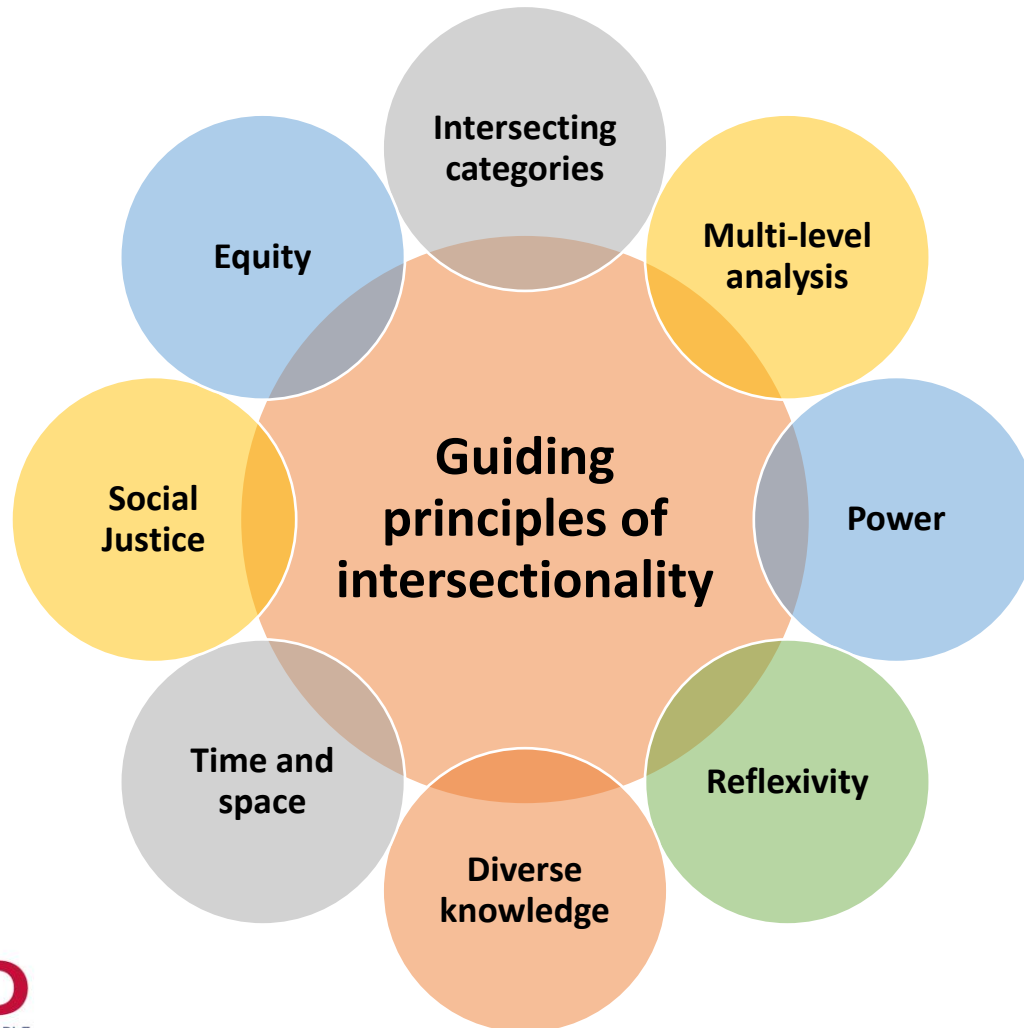 Intersecting
categories
Multi-level
analysis
Power
Reflexivity
Diverse
knowledge
Time and
space
Social
Justice
Equity
Guiding
principles of
intersectionality